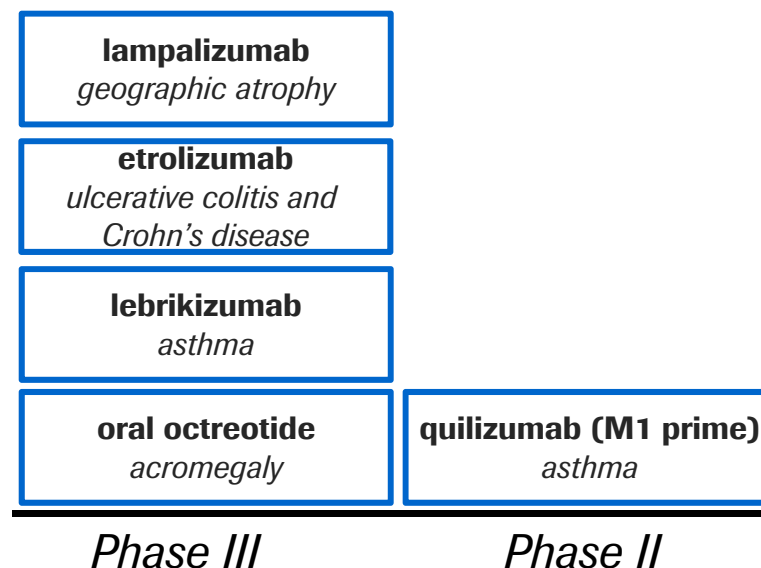 lampalizumab
geographic atrophy
etrolizumab
ulcerative colitis and
Crohn's disease
lebrikizumab
asthma
oral octreotide
acromegaly
quilizumab (M1 prime)
asthma
Phase III
Phase II